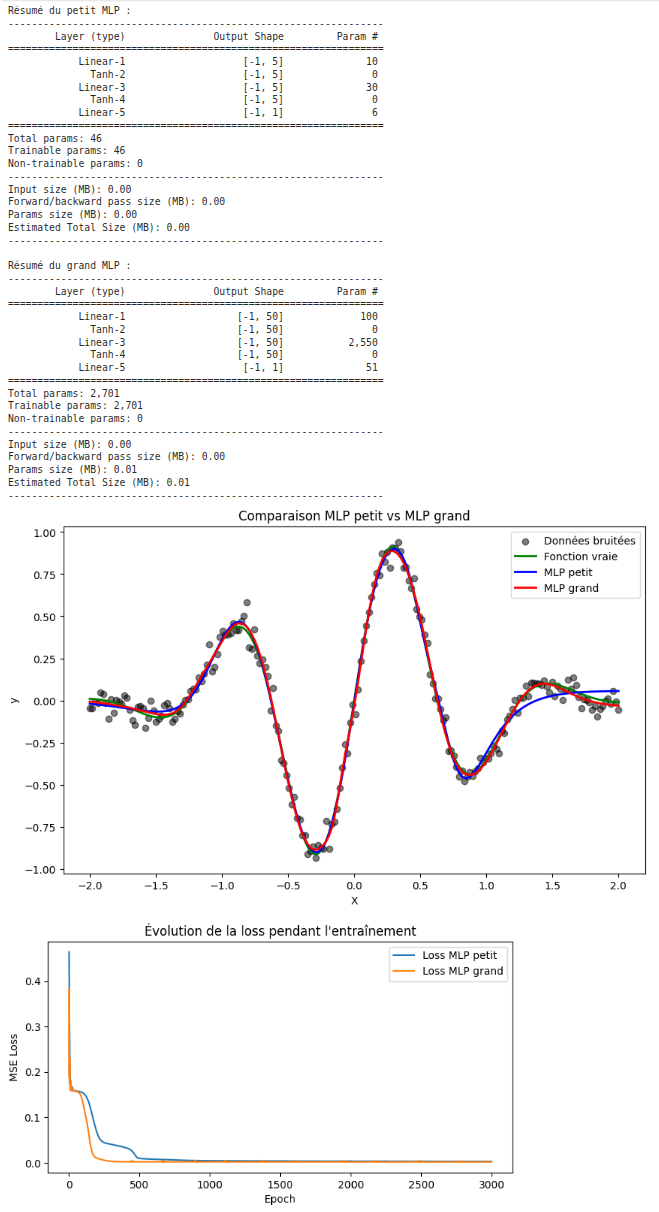 Résumé du petit MLP :
----------------------------------------------------------------
Layer (type) Output Shape Param #
================================================================
Linear-1 [-1, 5] 10
Tanh-2 [-1, 5] 0
Linear-3 [-1, 5] 30
Tanh-4 [-1, 5] 0
Linear-5 [-1, 1] 6
================================================================
Total params: 46
Trainable params: 46
Non-trainable params: 0
----------------------------------------------------------------
Input size (MB): 0.00
Forward/backward pass size (MB): 0.00
Params size (MB): 0.00
Estimated Total Size (MB): 0.00
----------------------------------------------------------------
Résumé du grand MLP :
----------------------------------------------------------------
Layer (type) Output Shape Param #
================================================================
Linear-1 [-1, 50] 100
Tanh-2 [-1, 50] 0
Linear-3 [-1, 50] 2,550
Tanh-4 [-1, 50] 0
Linear-5 [-1, 1] 51
================================================================
Total params: 2,701
Trainable params: 2,701
Non-trainable params: 0
----------------------------------------------------------------
Input size (MB): 0.00
Forward/backward pass size (MB): 0.00
Params size (MB): 0.01
Estimated Total Size (MB): 0.01
----------------------------------------------------------------
Comparaison MLP petit vs MLP grand
Données bruitées
Fonction vraie
MLP petit
MLP grand
1.00
0.75
0.50
0.25
0.00
−0.25
−0.50
−0.75
−1.00
y
−2.0 −1.5 −1.0 −0.5 0.0 0.5 1.0 1.5 2.0
X
Évolution de la loss pendant l'entraînement
Loss MLP petit
Loss MLP grand
0.4
0.3
0.2
0.1
0.0
MSE Loss
0 500 1000 1500 2000 2500 3000
Epoch